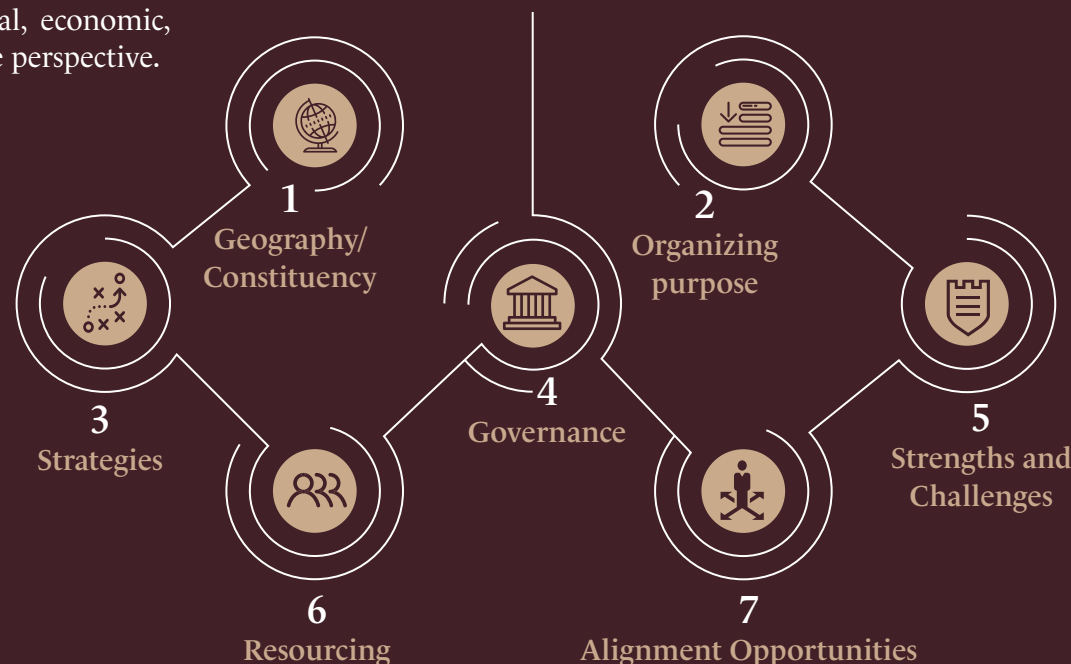 economic,
perspective.
1
Geography/
Constituency
2
Organizing
purpose
3
Strategies
4
Governance
5
Strengths and
Challenges
6
Resourcing
7
Alignment Opportunities